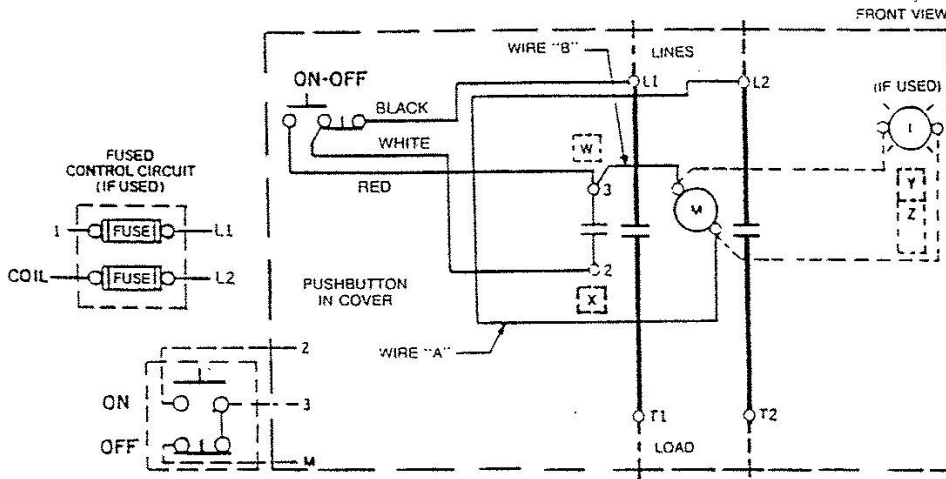 FRONT VIEW
WIRE "B"
LINES
ON-OFF
L1
L2
(IF USED)
BLACK
I
WHITE
W
FUSED
CONTROL CIRCUIT
(IF USED)
RED
3
M
Y
Z
1
FUSE
L1
COIL
FUSE
L2
2
PUSHBUTTON
IN COVER
X
WIRE "A"
2
ON
3
T1
T2
OFF
M
LOAD